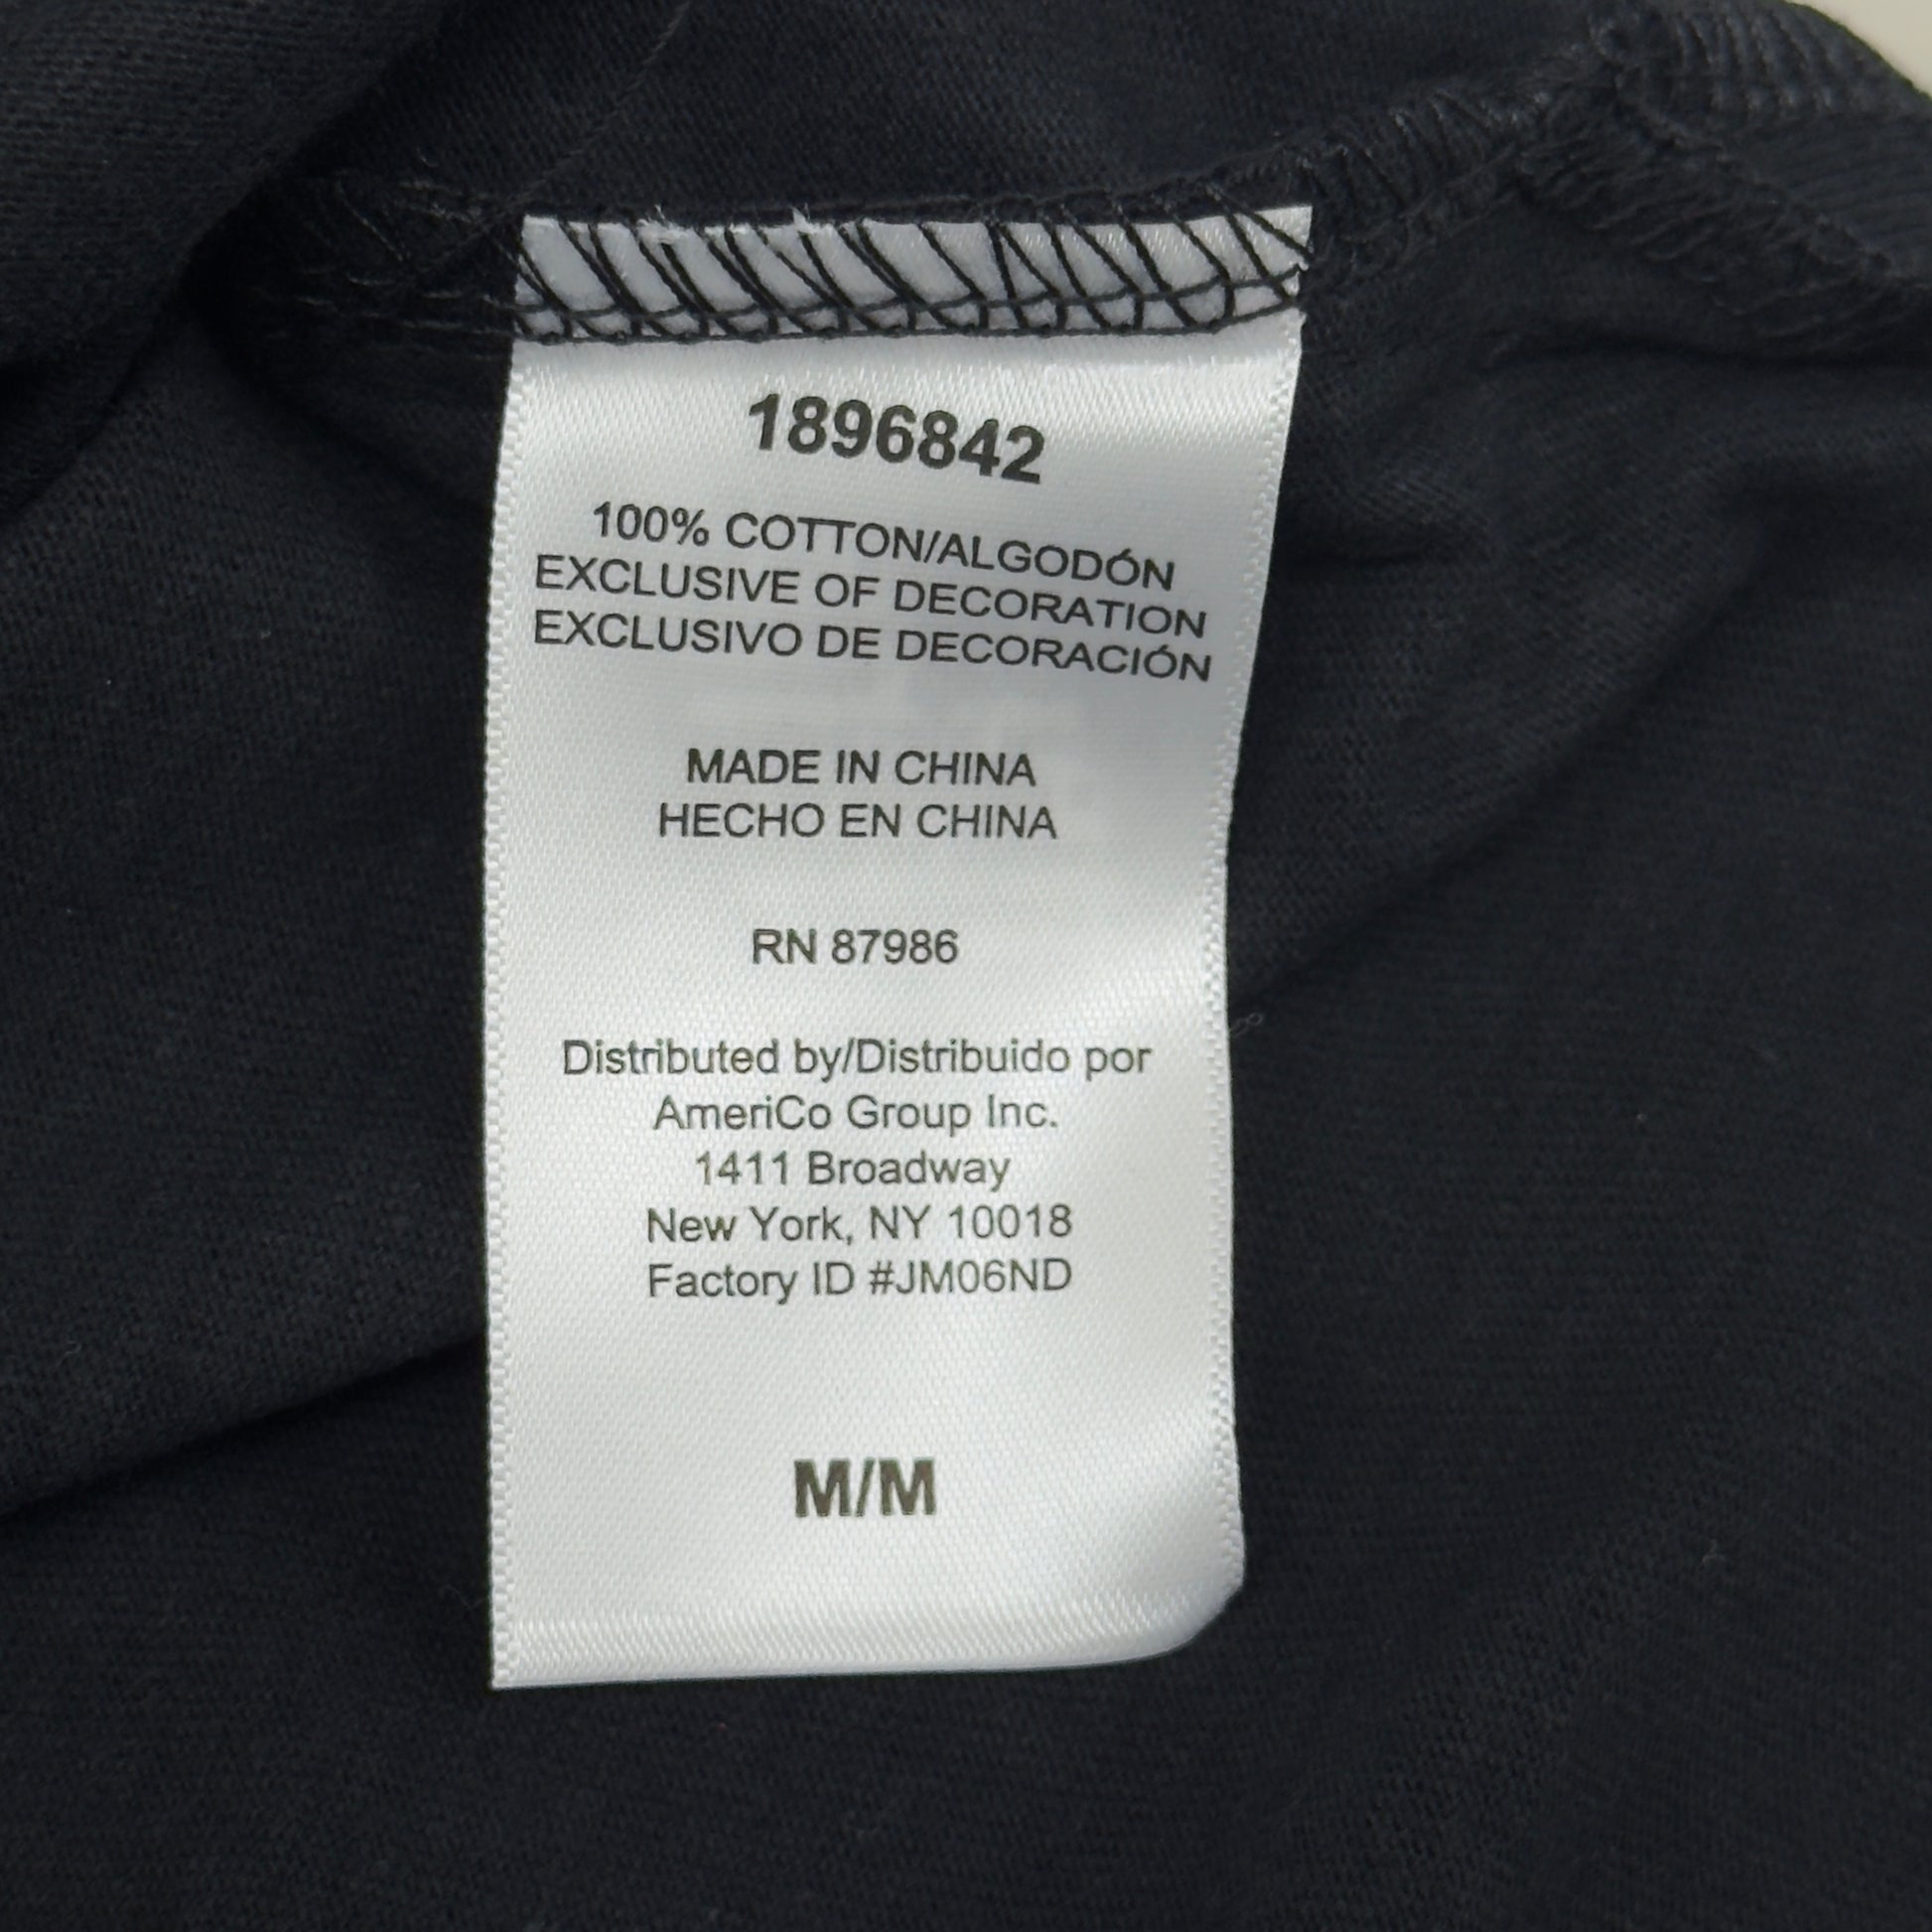 1896842
100% COTTON/ALGODÓN
EXCLUSIVE OF DECORATION
EXCLUSIVO DE DECORACIÓN
MADE IN CHINA
HECHO EN CHINA
RN 87986
Distributed by/Distribuido por
AmeriCo Group Inc.
1411 Broadway
New York, NY 10018
Factory ID #JM06ND
M/M